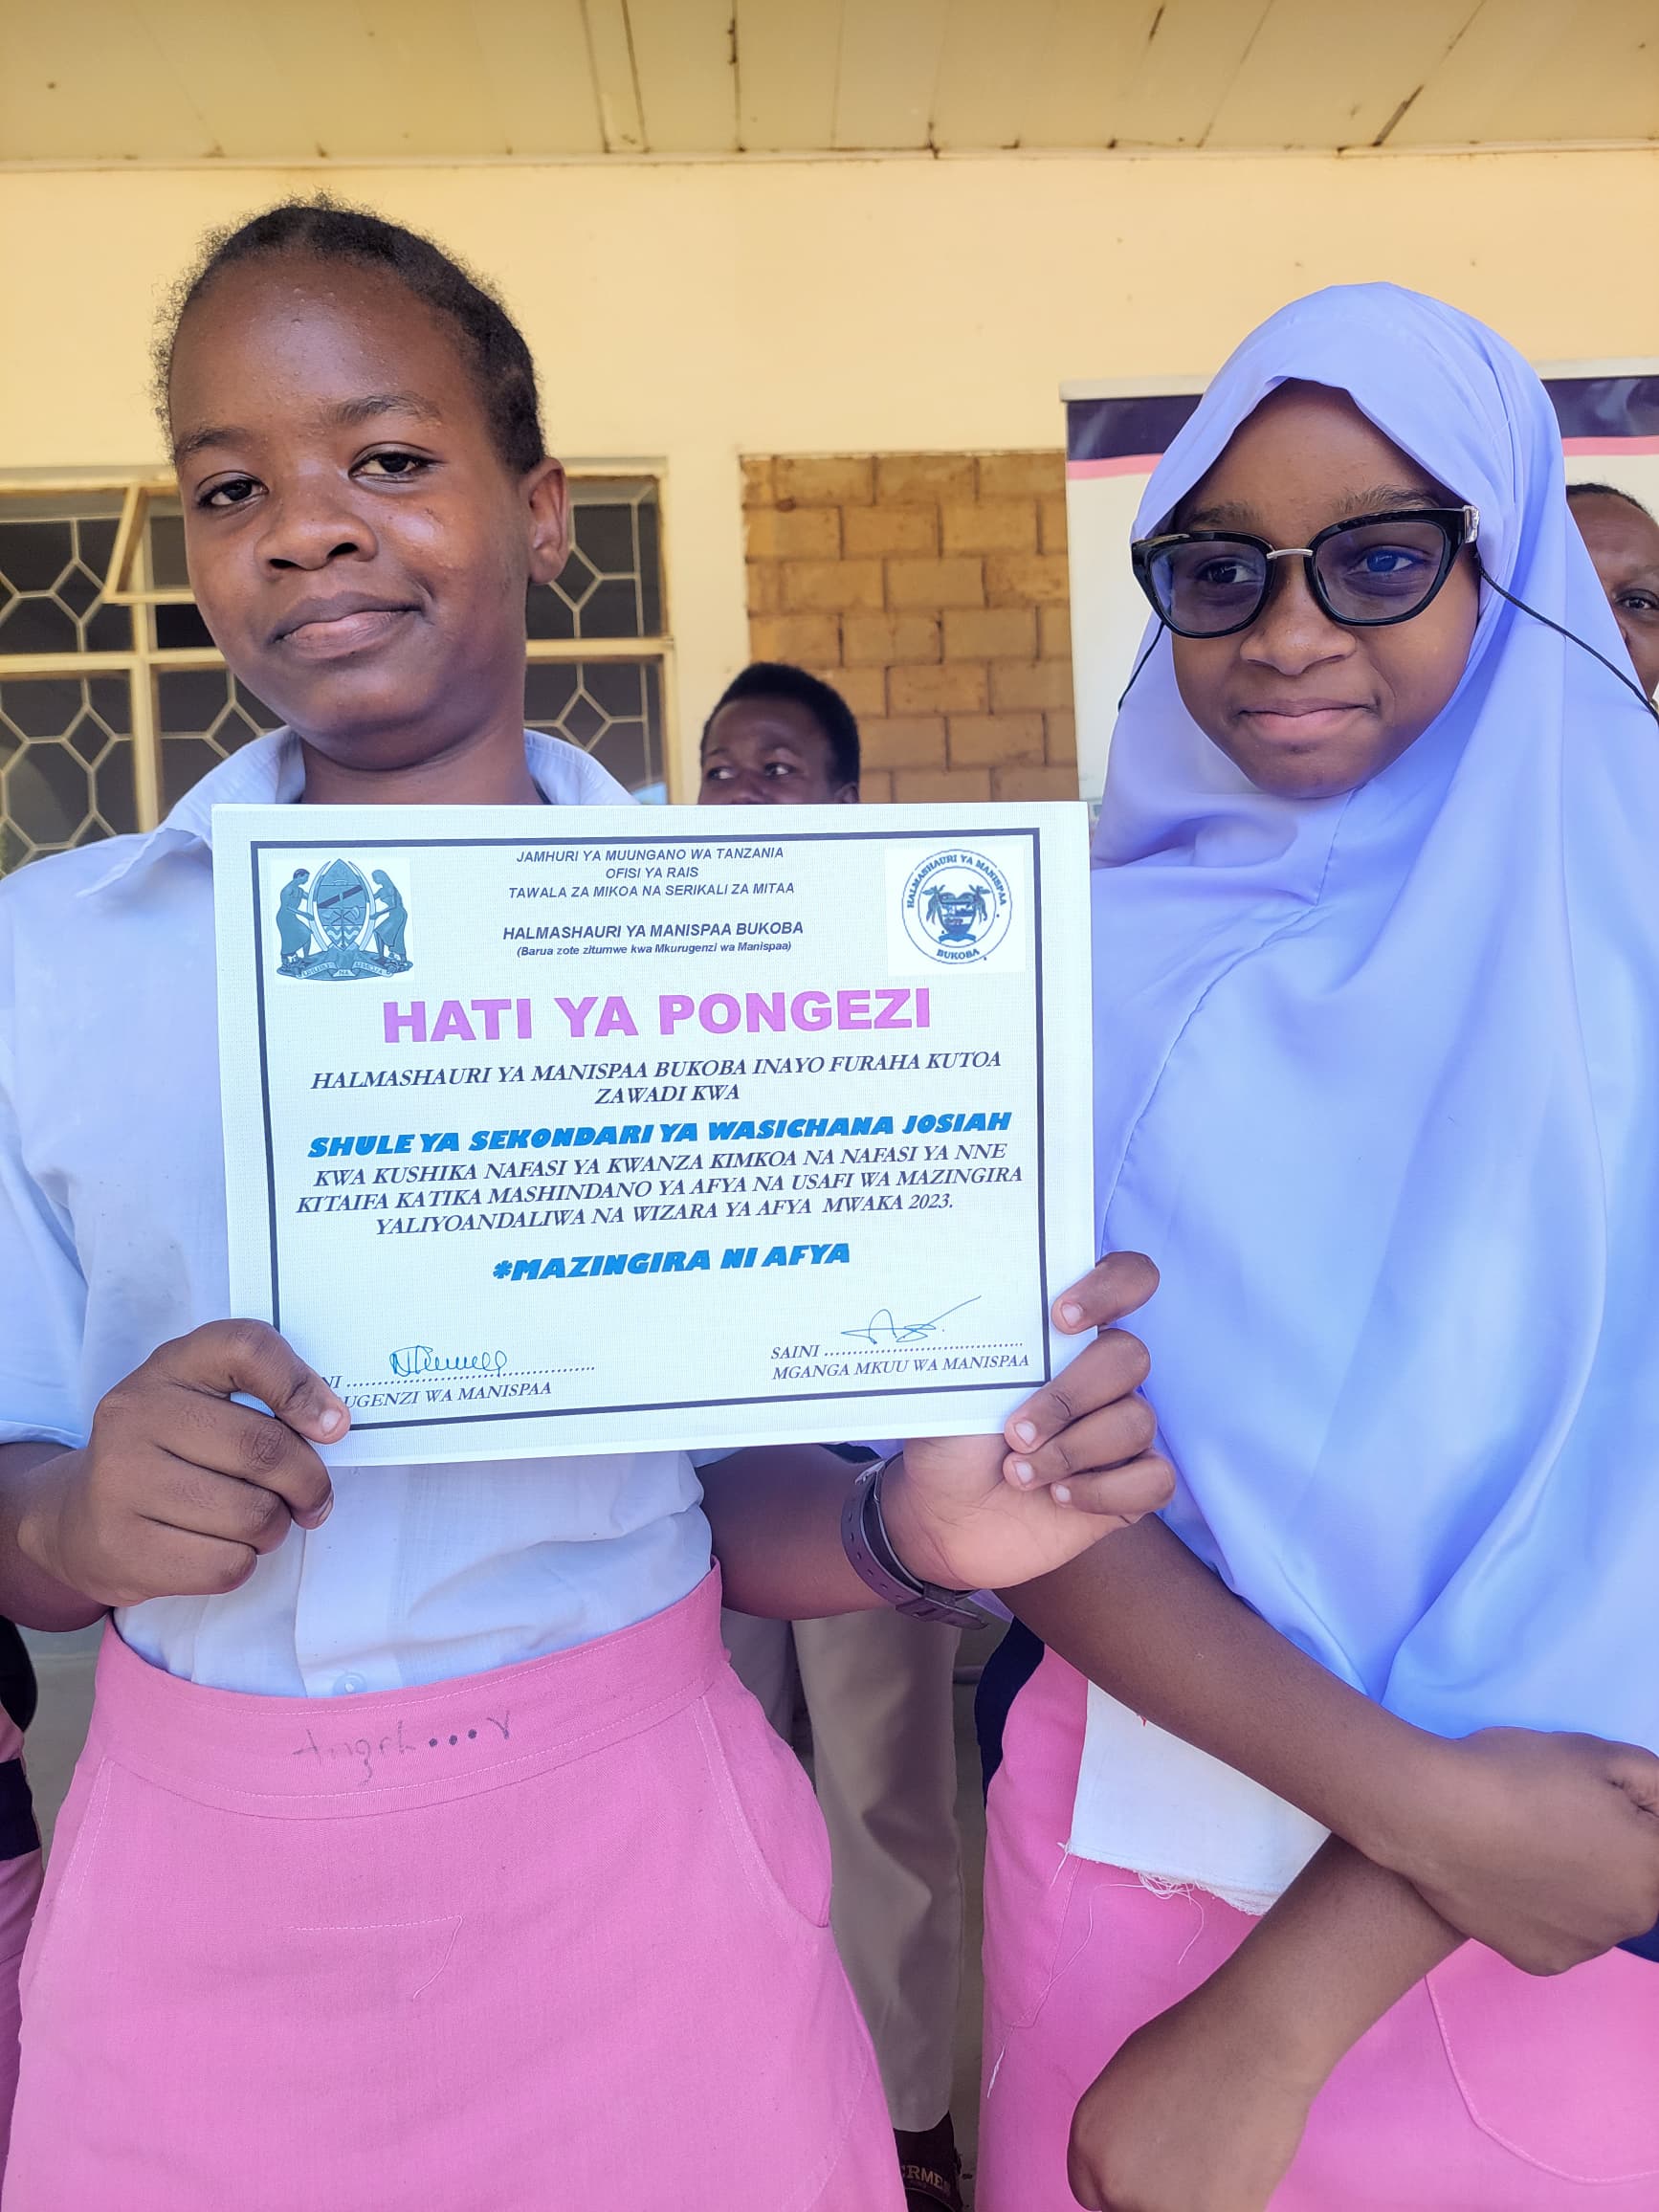 JAMHURI YA MUUNGANO WA TANZANIA
OFISI YA RAIS
TAWALA ZA MIKOA NA SERIKALI ZA MITAA
HALMASHAURI YA MANISPAA BUKOBA
(Barua zote zitumwe kwa Mkurugenzi wa Manispaa)
HALMASHAURI YA MANISPAA
BUKOBA
HATI YA PONGEZI
HALMASHAURI YA MANISPAA BUKOBA INAYO FURAHA KUTOA
ZAWADI KWA
SHULE YA SEKONDARI YA WASICHANA JOSIAH
KWA KUSHIKA NAFASI YA KWANZA KIMKOA NA NAFASI YA NNE
KITAIFA KATIKA MASHINDANO YA AFYA NA USAFI WA MAZINGIRA
YALIYOANDALIWA NA WIZARA YA AFYA MWAKA 2023.
*MAZINGIRA NI AFYA
NI ..........................................
UGENZI WA MANISPAA
SAINI ..........................................
MGANGA MKUU WA MANISPAA